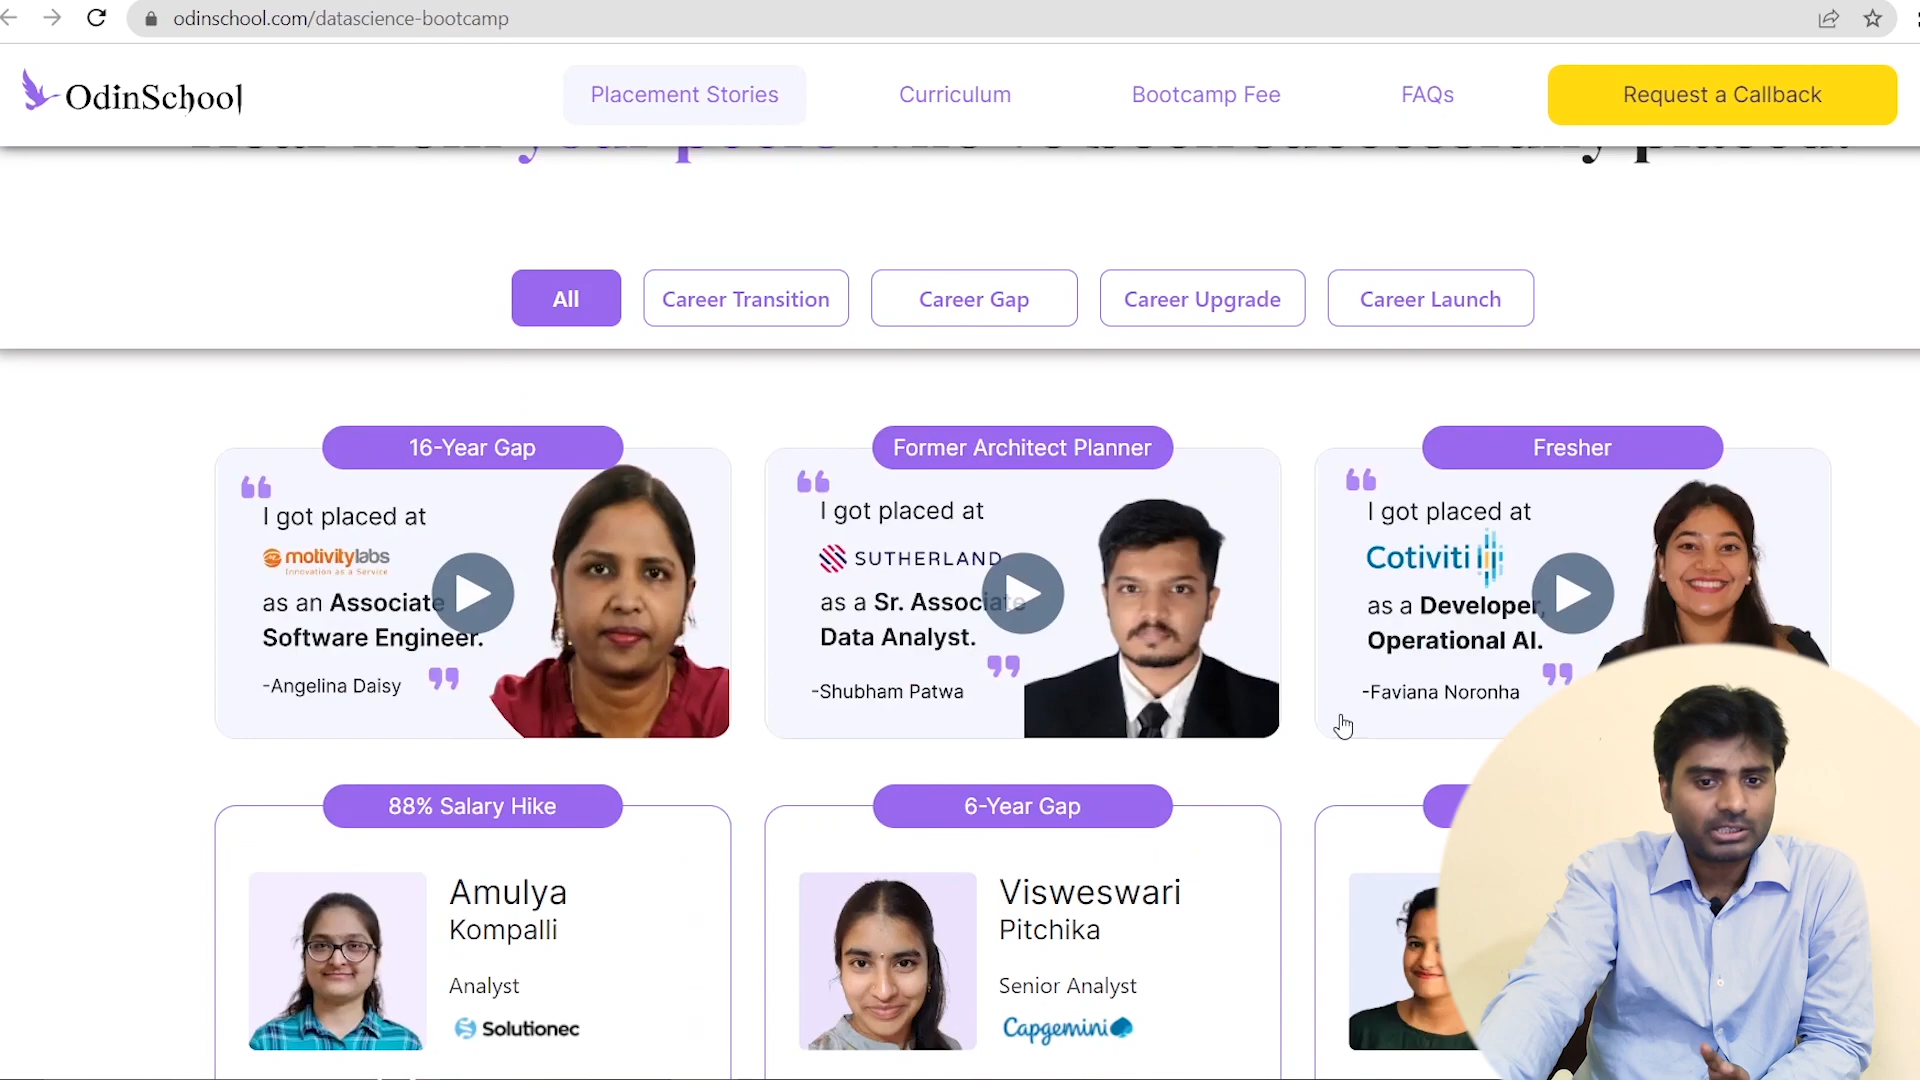 odinschool.com/datascience-bootcamp
OdinSchool
Placement Stories
Curriculum
Bootcamp Fee
FAQs
Request a Callback
All
Career Transition
Career Gap
Career Upgrade
Career Launch
16-Year Gap
I got placed at
motivitylabs
Innovation as a Service
as an Associate
Software Engineer.
-Angelina Daisy
Former Architect Planner
I got placed at
SUTHERLAND
as a Sr. Associate
Data Analyst.
-Shubham Patwa
Fresher
I got placed at
Cotiviti
as a Developer,
Operational AI.
-Faviana Noronha
88% Salary Hike
Amulya
Kompalli
Analyst
Solutionec
6-Year Gap
Visweswari
Pitchika
Senior Analyst
Capgemini